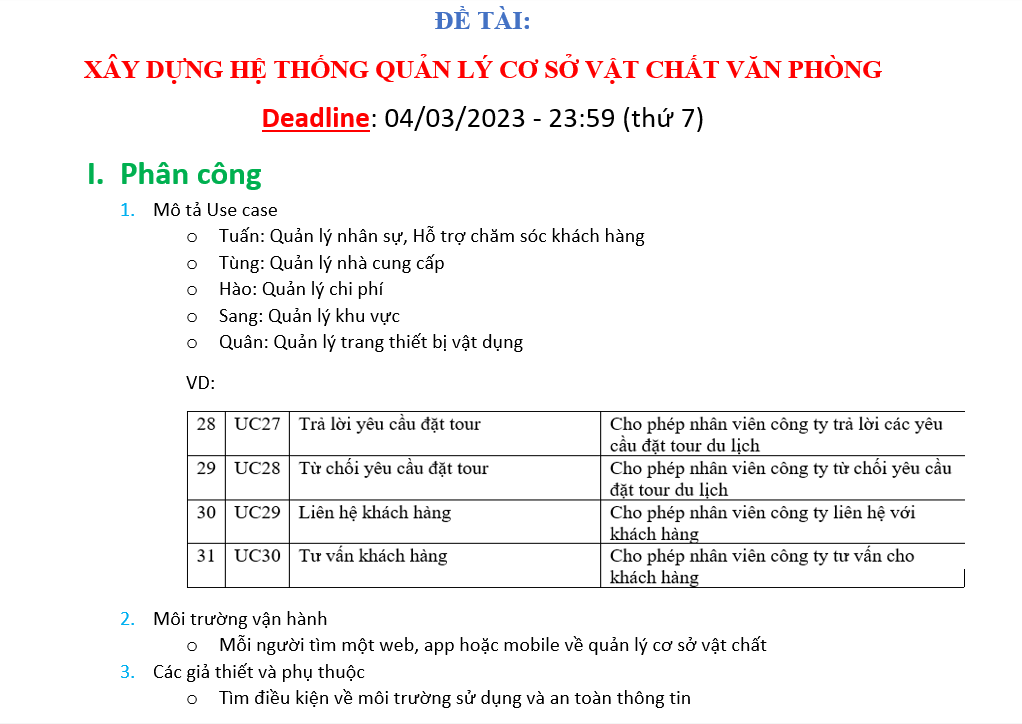 ĐỀ TÀI:
XÂY DỰNG HỆ THỐNG QUẢN LÝ CƠ SỞ VẬT CHẤT VĂN PHÒNG
Deadline: 04/03/2023 - 23:59 (thứ 7)
I. Phân công
1. Mô tả Use case
o Tuấn: Quản lý nhân sự, Hỗ trợ chăm sóc khách hàng
o Tùng: Quản lý nhà cung cấp
o Hào: Quản lý chi phí
o Sang: Quản lý khu vực
o Quân: Quản lý trang thiết bị vật dụng
VD:
28 UC27 Trả lời yêu cầu đặt tour Cho phép nhân viên công ty trả lời các yêu
cầu đặt tour du lịch
29 UC28 Từ chối yêu cầu đặt tour Cho phép nhân viên công ty từ chối yêu cầu
đặt tour du lịch
30 UC29 Liên hệ khách hàng Cho phép nhân viên công ty liên hệ với
khách hàng
31 UC30 Tư vấn khách hàng Cho phép nhân viên công ty tư vấn cho
khách hàng
2. Môi trường vận hành
o Mỗi người tìm một web, app hoặc mobile về quản lý cơ sở vật chất
3. Các giả thiết và phụ thuộc
o Tìm điều kiện về môi trường sử dụng và an toàn thông tin